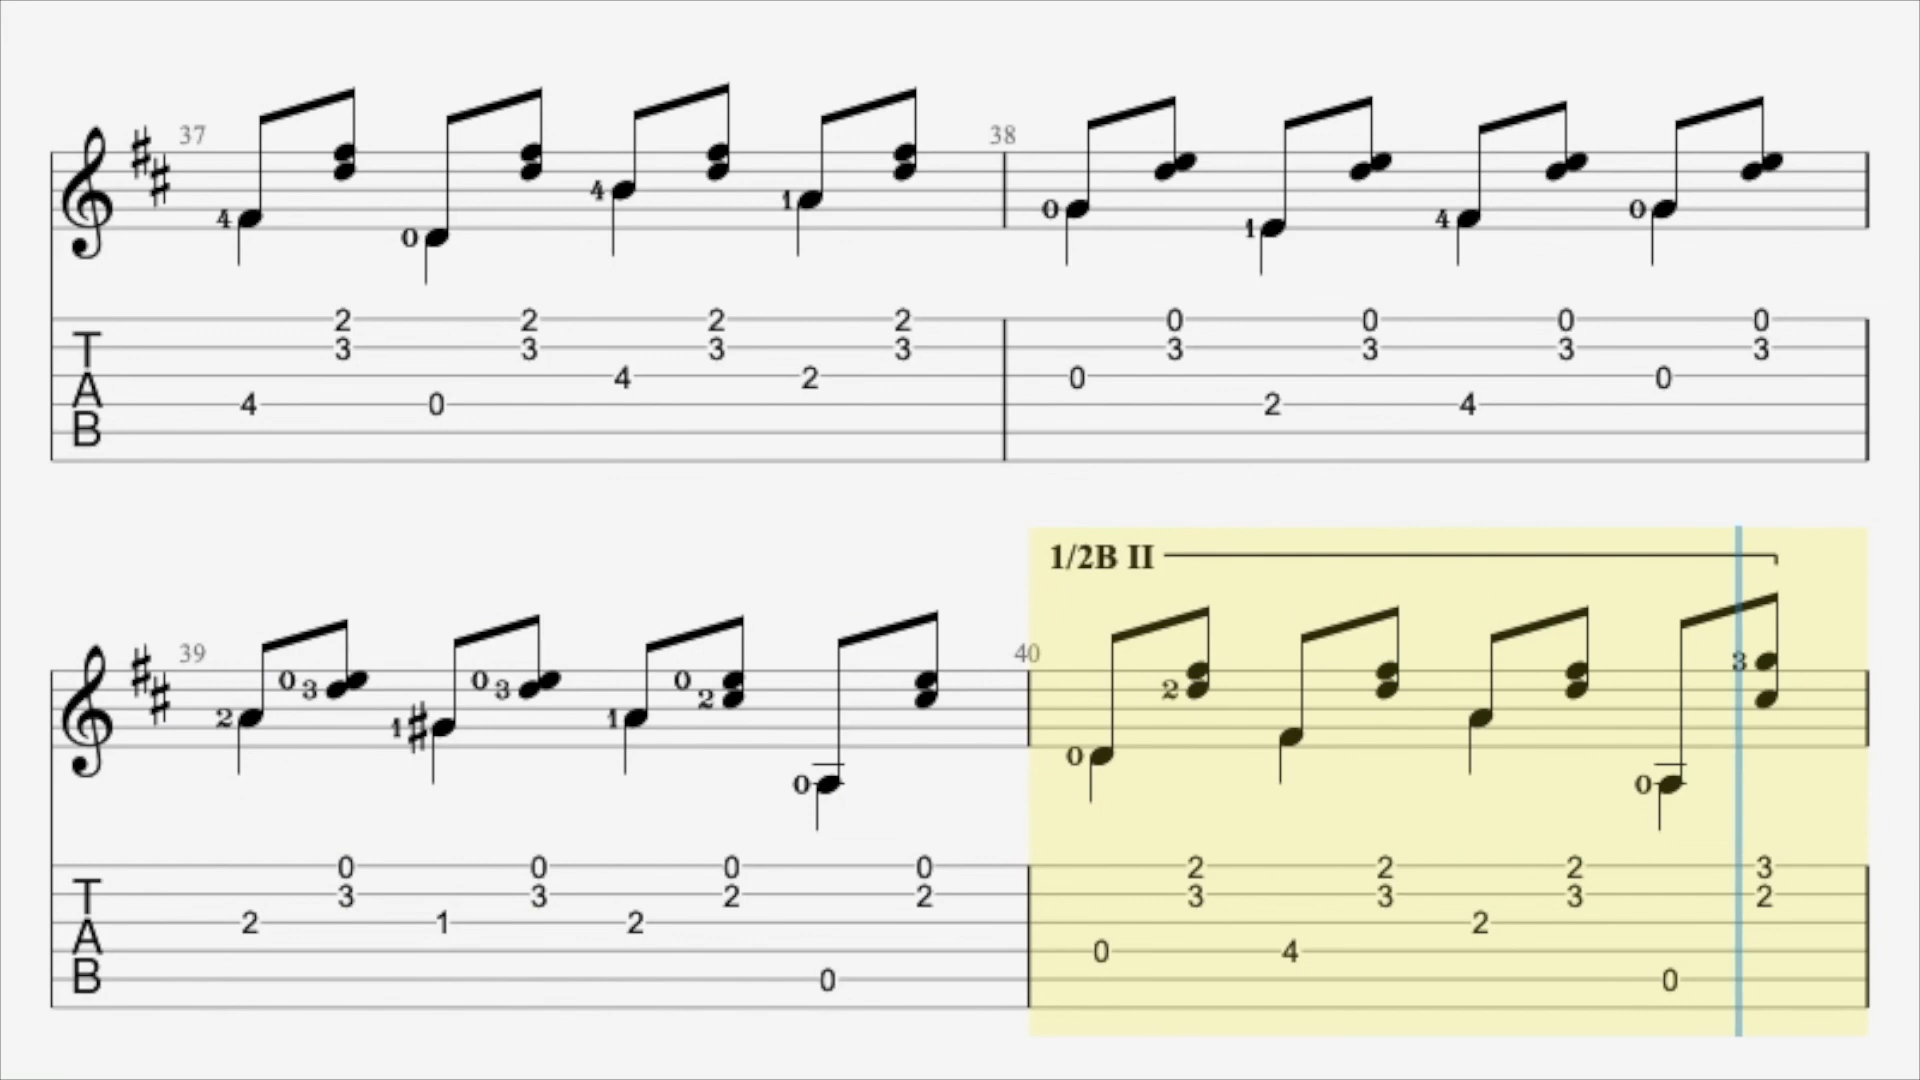 37 38
4 0 4 1 0 1 4 0
2 2 2 2 0 0 0 0
T 3 3 3 3 3 3 3 3
A 4 2 0 0
4 0 2 4
B
1/2B II
39 40
0 3 0 3 0 2 2 3
2 1 1 0 0 0
0 0 0 0 2 2 2 3
T 3 3 2 2 3 3 3 2
2 1 2 2
A 0 4
B 0 0